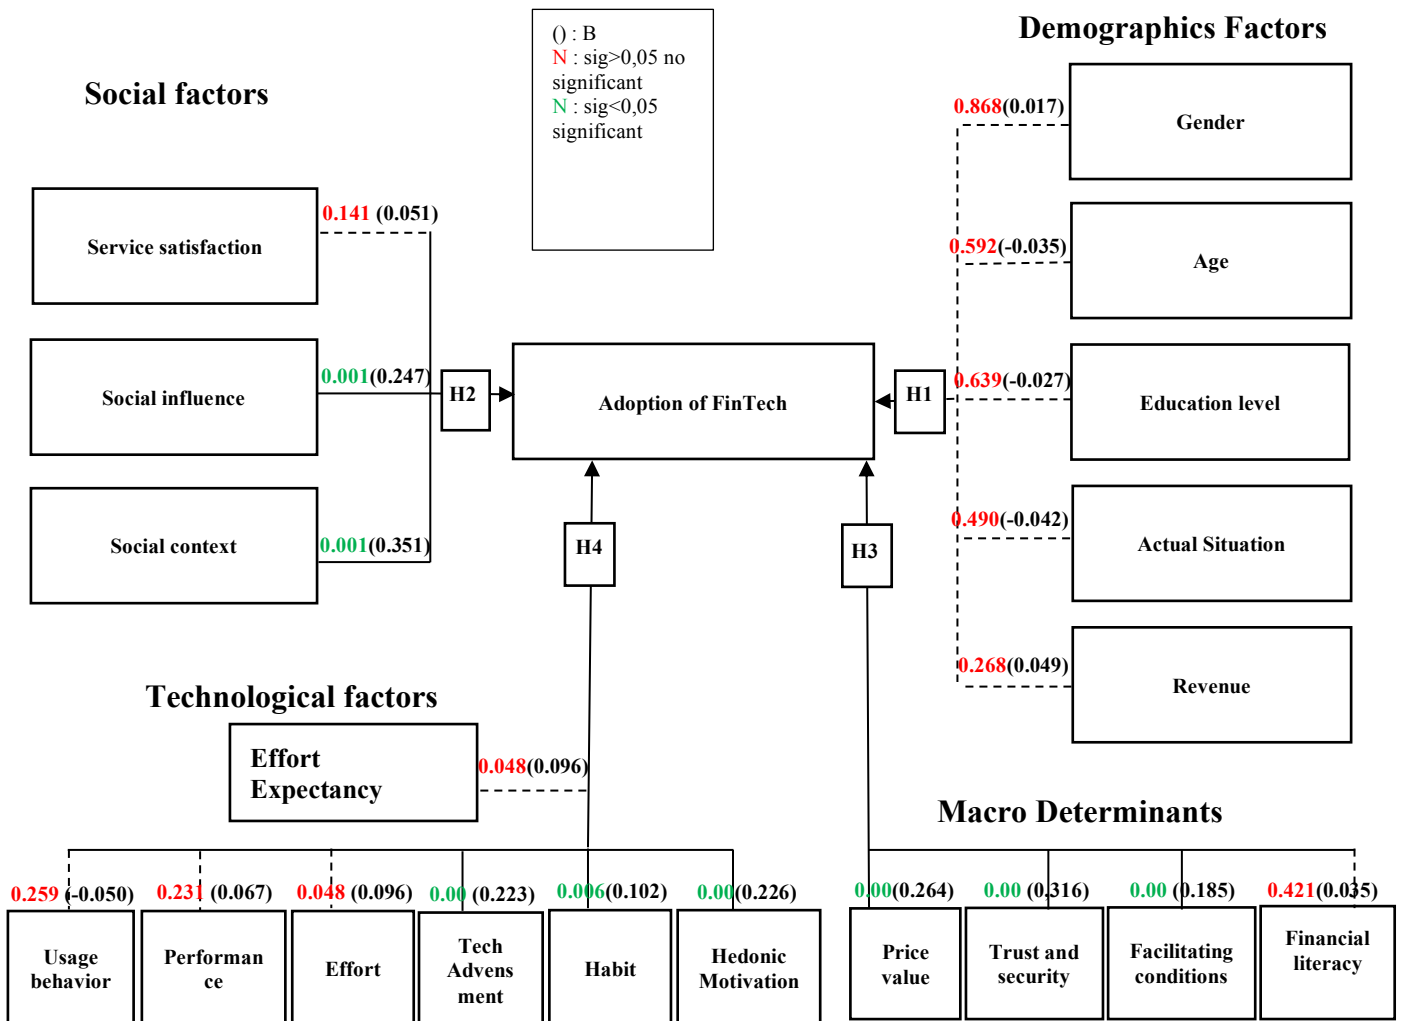 Demographics Factors
() : B
N : sig>0,05 no
significant
N : sig<0,05
significant
Social factors
0.868(0.017)
Gender
0.141 (0.051)
Service satisfaction
0.592(-0.035)
Age
0.001(0.247)
Social influence
H2
Adoption of FinTech
H1
0.639(-0.027)
Education level
0.001(0.351)
Social context
H4
H3
0.490(-0.042)
Actual Situation
0.268(0.049)
Revenue
Technological factors
Effort
Expectancy
0.048(0.096)
Macro Determinants
0.259 (-0.050)
0.231 (0.067)
0.048 (0.096)
0.00 (0.223)
0.006(0.102)
0.00(0.226)
0.00(0.264)
0.00 (0.316)
0.00 (0.185)
0.421(0.035)
Usage
behavior
Performan
ce
Effort
Tech
Advens
ment
Habit
Hedonic
Motivation
Price
value
Trust and
security
Facilitating
conditions
Financial
literacy